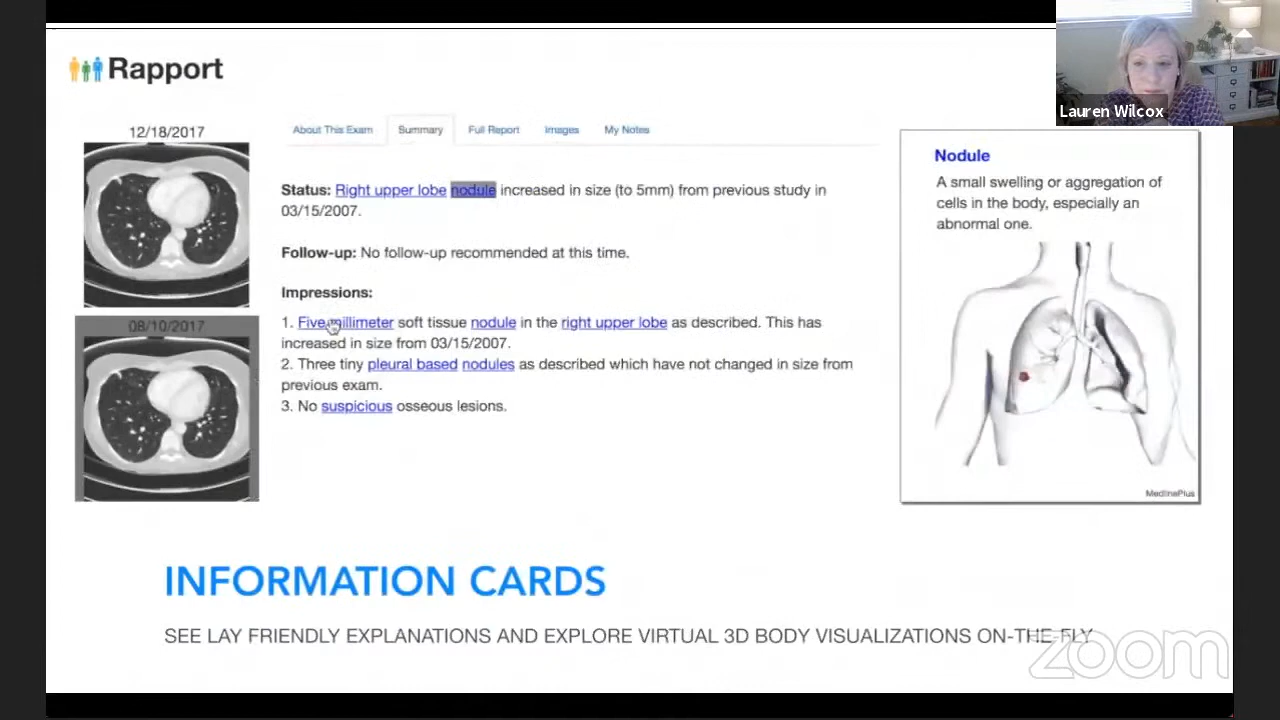 Rapport
Lauren Wilcox
12/18/2017
08/10/2017
About This Exam
Summary
Full Report
Images
My Notes
Status: Right upper lobe nodule increased in size (to 5mm) from previous study in
03/15/2007.
Follow-up: No follow-up recommended at this time.
Impressions:
1. Five millimeter soft tissue nodule in the right upper lobe as described. This has
increased in size from 03/15/2007.
2. Three tiny pleural based nodules as described which have not changed in size from
previous exam.
3. No suspicious osseous lesions.
Nodule
A small swelling or aggregation of
cells in the body, especially an
abnormal one.
MedlinePlus
INFORMATION CARDS
SEE LAY FRIENDLY EXPLANATIONS AND EXPLORE VIRTUAL 3D BODY VISUALIZATIONS ON-THE-FLY
zoom